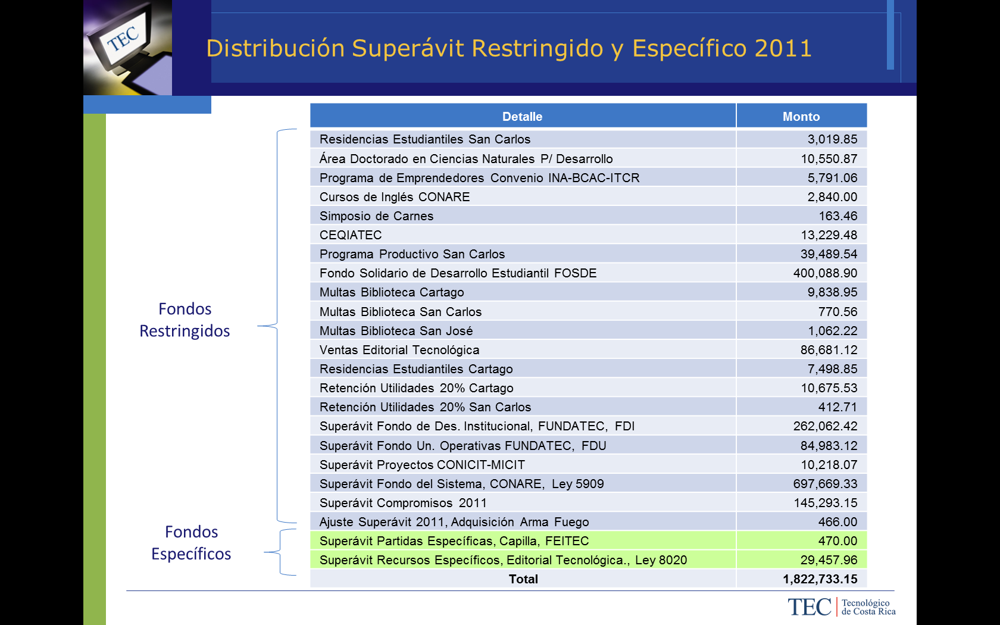 TEC
Distribución Superávit Restringido y Específico 2011
Detalle Monto
Residencias Estudiantiles San Carlos 3,019.85
Área Doctorado en Ciencias Naturales P/ Desarrollo 10,550.87
Programa de Emprendedores Convenio INA-BCAC-ITCR 5,791.06
Cursos de Inglés CONARE 2,840.00
Simposio de Carnes 163.46
CEQIATEC 13,229.48
Programa Productivo San Carlos 39,489.54
Fondo Solidario de Desarrollo Estudiantil FOSDE 400,088.90
Multas Biblioteca Cartago 9,838.95
Multas Biblioteca San Carlos 770.56
Multas Biblioteca San José 1,062.22
Ventas Editorial Tecnológica 86,681.12
Residencias Estudiantiles Cartago 7,498.85
Retención Utilidades 20% Cartago 10,675.53
Retención Utilidades 20% San Carlos 412.71
Superávit Fondo de Des. Institucional, FUNDATEC, FDI 262,062.42
Superávit Fondo Un. Operativas FUNDATEC, FDU 84,983.12
Superávit Proyectos CONICIT-MICIT 10,218.07
Superávit Fondo del Sistema, CONARE, Ley 5909 697,669.33
Superávit Compromisos 2011 145,293.15
Ajuste Superávit 2011, Adquisición Arma Fuego 466.00
Superávit Partidas Específicas, Capilla, FEITEC 470.00
Superávit Recursos Específicos, Editorial Tecnológica., Ley 8020 29,457.96
Total 1,822,733.15
Fondos
Restringidos
Fondos
Específicos
TEC Tecnológico
de Costa Rica